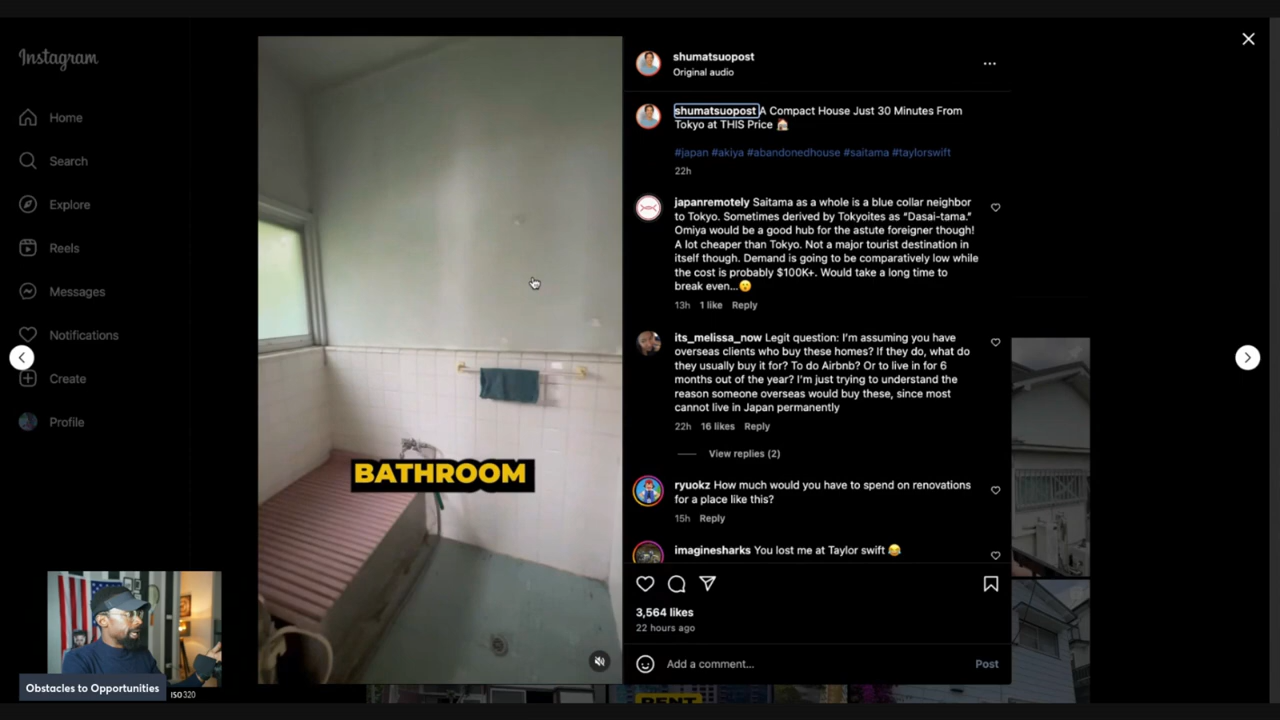 Instagram
Home
Search
Explore
Reels
Messages
Notifications
Create
Profile
BATHROOM
shumatsuopost
Original audio
shumatsuopost A Compact House Just 30 Minutes From
Tokyo at THIS Price 🏠
#japan #akiya #abandonedhouse #saitama #taylorswift
22h
japanremotely Saitama as a whole is a blue collar neighbor
to Tokyo. Sometimes derived by Tokyoites as “Dasai-tama.”
Omiya would be a good hub for the astute foreigner though!
A lot cheaper than Tokyo. Not a major tourist destination in
itself though. Demand is going to be comparatively low while
the cost is probably $100K+. Would take a long time to
break even...😮
13h 1 like Reply
its_melissa_now Legit question: I’m assuming you have
overseas clients who buy these homes? If they do, what do
they usually buy it for? To do Airbnb? Or to live in for 6
months out of the year? I’m just trying to understand the
reason someone overseas would buy these, since most
cannot live in Japan permanently
22h 16 likes Reply
View replies (2)
ryuokz How much would you have to spend on renovations
for a place like this?
15h Reply
imaginesharks You lost me at Taylor swift 😂
3,564 likes
22 hours ago
Add a comment...
Post
Obstacles to Opportunities
ISO320
RENT